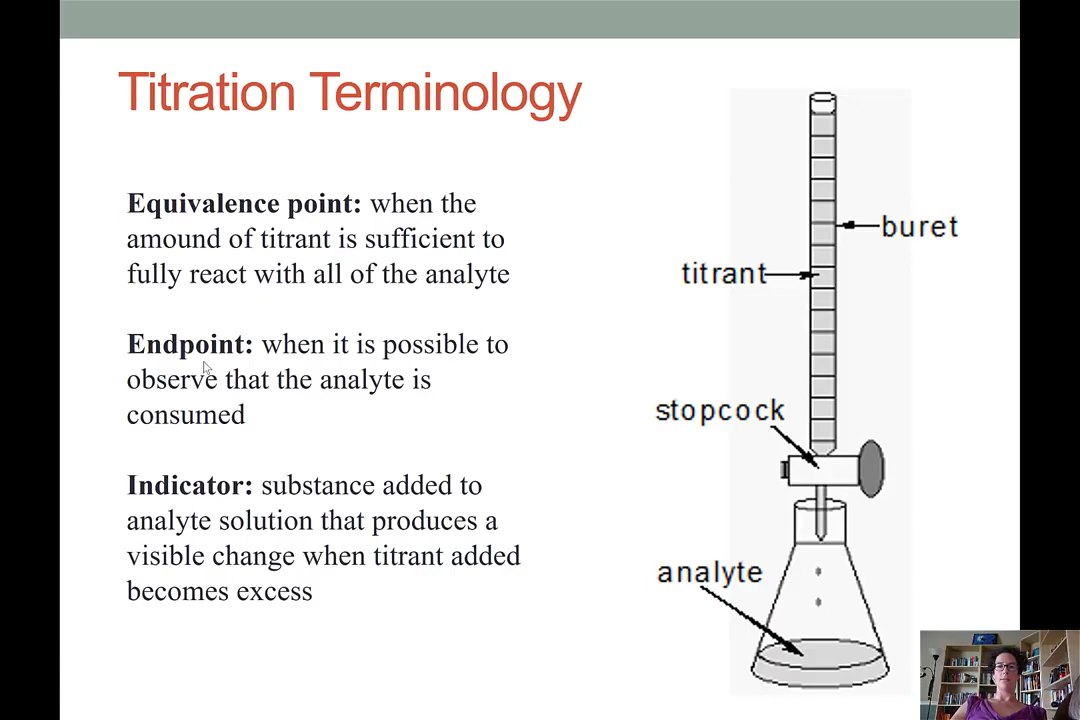 Titration Terminology
Equivalence point: when the
amound of titrant is sufficient to
fully react with all of the analyte
Endpoint: when it is possible to
observe that the analyte is
consumed
Indicator: substance added to
analyte solution that produces a
visible change when titrant added
becomes excess
buret
titrant
stopcock
analyte